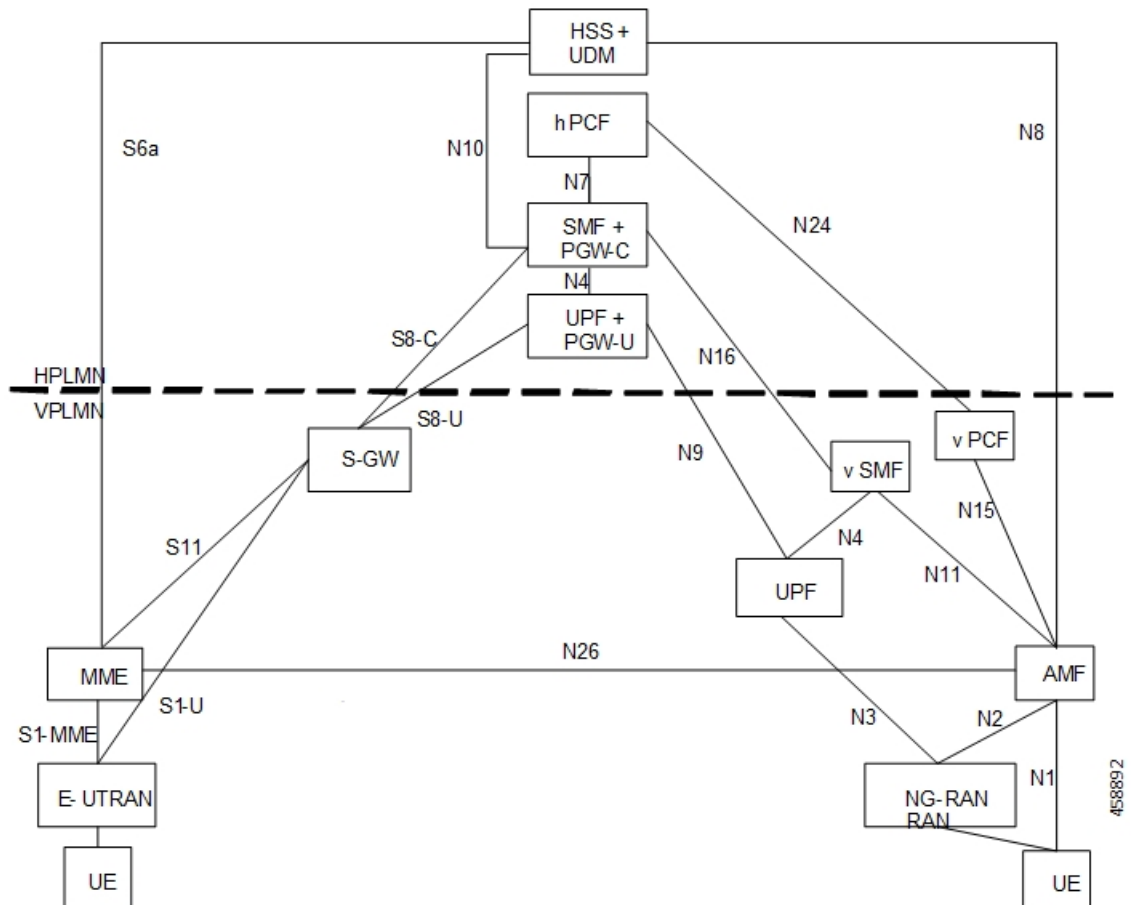 HSS +
UDM
h PCF
S6a
N10
N8
N7
SMF +
PGW-C
N24
N4
UPF +
PGW-U
S8-C
N16
HPLMN
VPLMN
S8-U
v PCF
S-GW
N9
v SMF
N15
S11
N4
N11
UPF
N26
MME
AMF
S1-U
N3
N2
S1-MME
N1
458892
E- UTRAN
NG-RAN
RAN
UE
UE